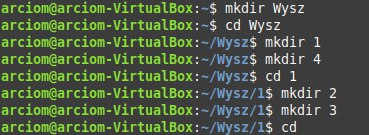 arciom@arciom-VirtualBox:~$ mkdir Wysz
arciom@arciom-VirtualBox:~$ cd Wysz
arciom@arciom-VirtualBox:~/Wysz$ mkdir 1
arciom@arciom-VirtualBox:~/Wysz$ mkdir 4
arciom@arciom-VirtualBox:~/Wysz$ cd 1
arciom@arciom-VirtualBox:~/Wysz/1$ mkdir 2
arciom@arciom-VirtualBox:~/Wysz/1$ mkdir 3
arciom@arciom-VirtualBox:~/Wysz/1$ cd